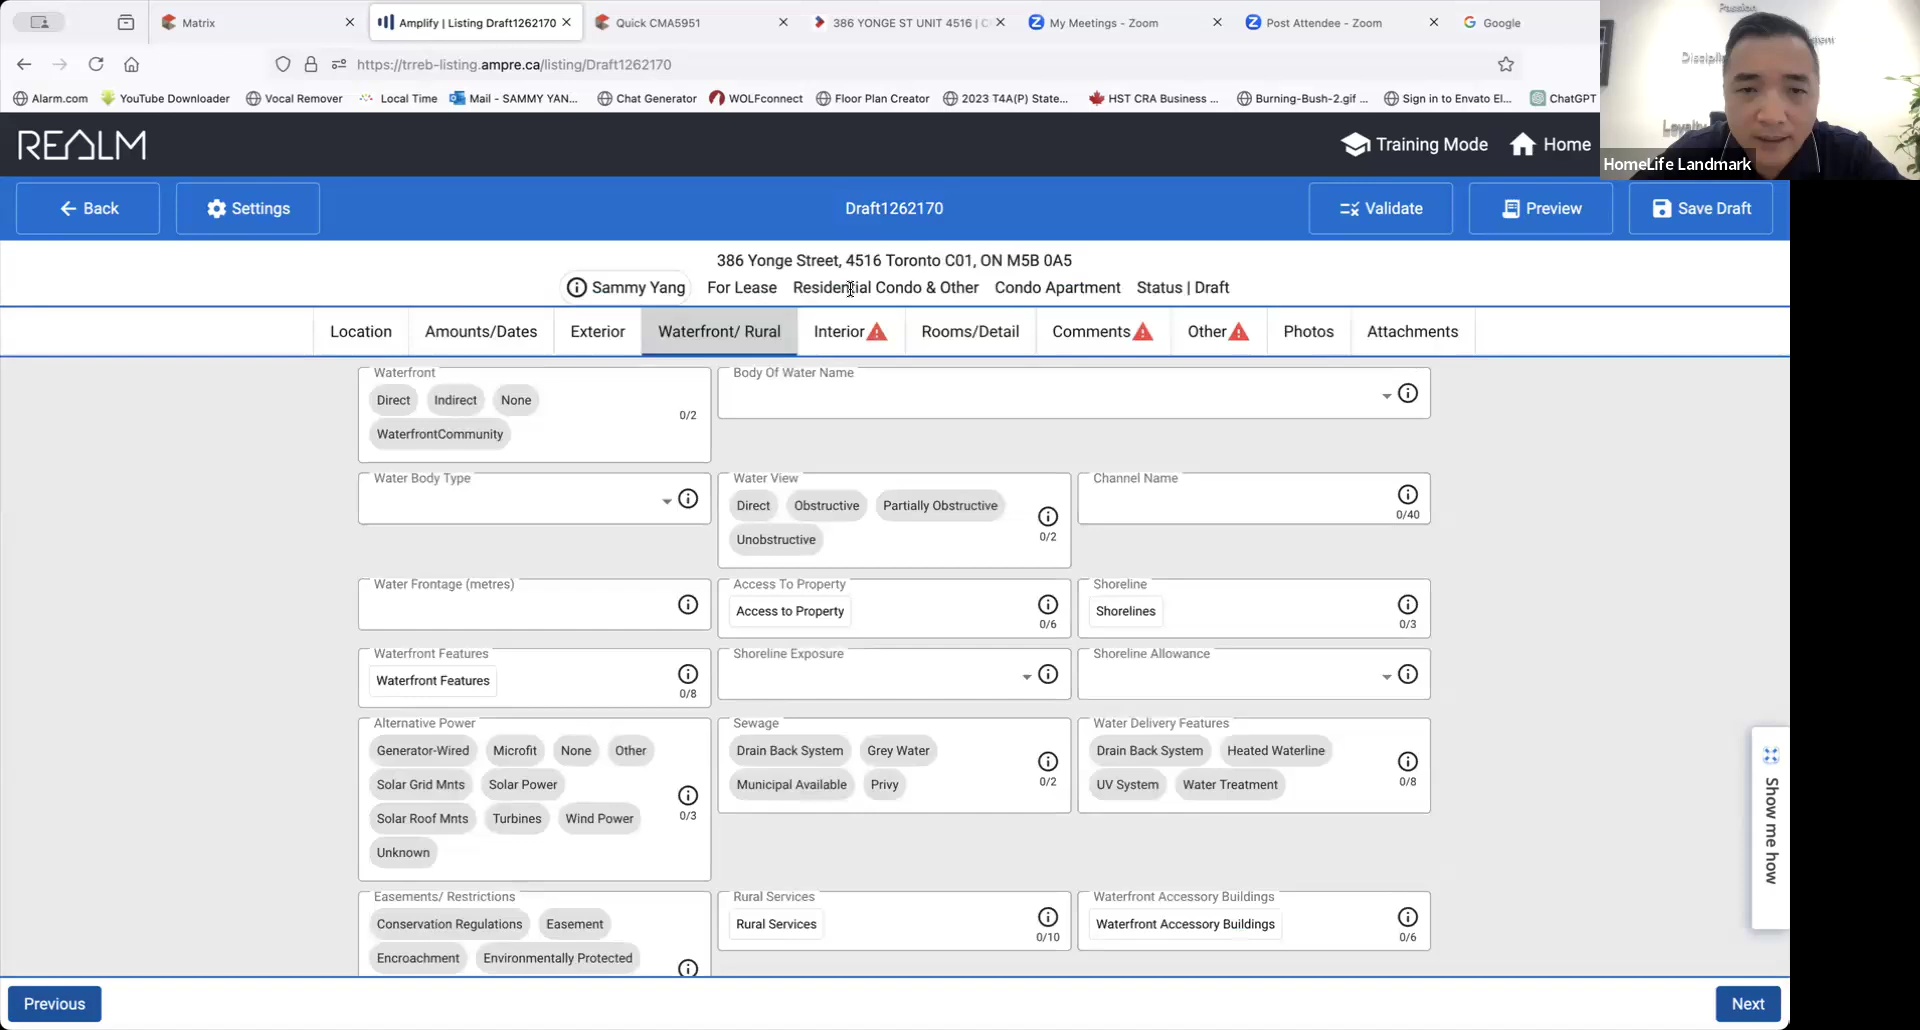 Matrix
Amplify | Listing Draft1262170
Quick CMA5951
386 YONGE ST UNIT 4516 | C
My Meetings - Zoom
Post Attendee - Zoom
Google
https://trreb-listing.ampre.ca/listing/Draft1262170
Alarm.com
YouTube Downloader
Vocal Remover
Local Time
Mail - SAMMY YAN...
Chat Generator
WOLFconnect
Floor Plan Creator
2023 T4A(P) State...
HST CRA Business ...
Burning-Bush-2.gif ...
Sign in to Envato El...
ChatGPT
Passion
Loyalty
HomeLife Landmark
REALM
Training Mode
Home
Back
Settings
Draft1262170
Validate
Preview
Save Draft
386 Yonge Street, 4516 Toronto C01, ON M5B 0A5
Sammy Yang For Lease Residential Condo & Other Condo Apartment Status | Draft
Location
Amounts/Dates
Exterior
Waterfront/ Rural
Interior
Rooms/Detail
Comments
Other
Photos
Attachments
Waterfront
Direct Indirect None
WaterfrontCommunity
0/2
Body Of Water Name
Water Body Type
Water View
Direct Obstructive Partially Obstructive
Unobstructive
0/2
Channel Name
0/40
Water Frontage (metres)
Access To Property
Access to Property
0/6
Shoreline
Shorelines
0/3
Waterfront Features
Waterfront Features
0/8
Shoreline Exposure
Shoreline Allowance
Alternative Power
Generator-Wired Microfit None Other
Solar Grid Mnts Solar Power
Solar Roof Mnts Turbines Wind Power
Unknown
0/3
Sewage
Drain Back System Grey Water
Municipal Available Privy
0/2
Water Delivery Features
Drain Back System Heated Waterline
UV System Water Treatment
0/8
Easements/ Restrictions
Conservation Regulations Easement
Encroachment Environmentally Protected
Rural Services
Rural Services
0/10
Waterfront Accessory Buildings
Waterfront Accessory Buildings
0/6
Show me how
Previous
Next